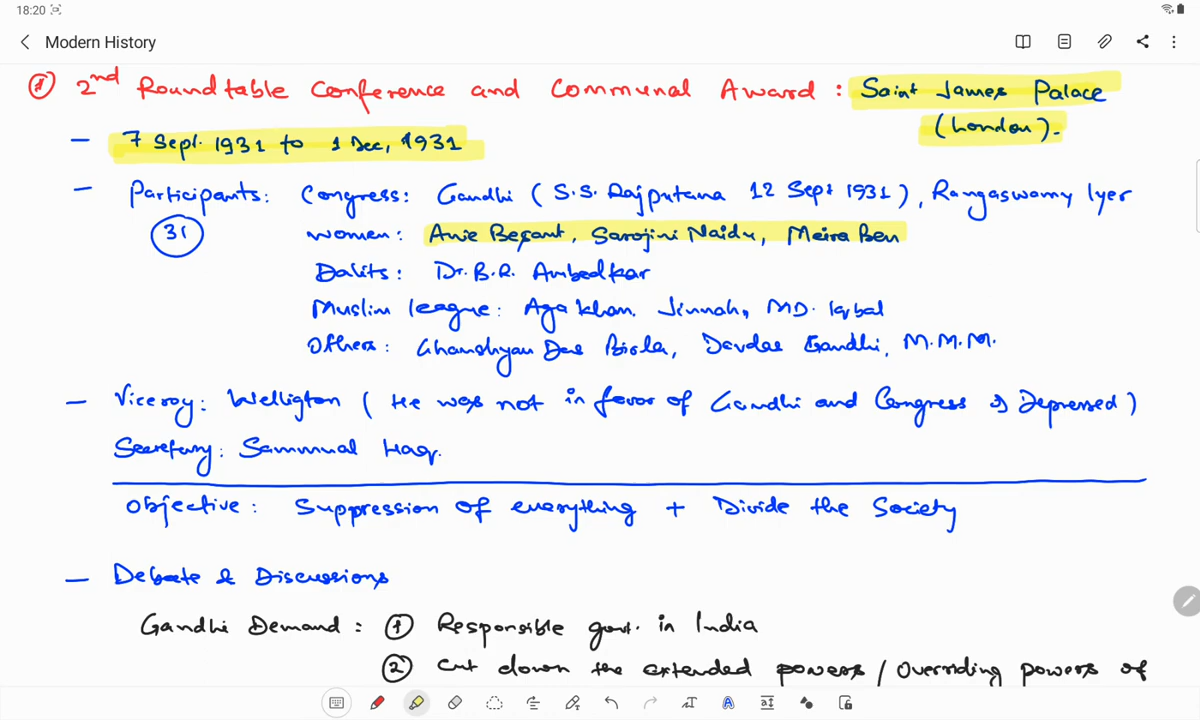 18:20
Modern History
① 2nd Roundtable Conference and Communal Award : Saint James Palace
(London).
– 7 Sept. 1931 to 1 Dec, 1931
– Participants: Congress: Gandhi ( S.S. Rajputana 12 Sept 1931), Rangaswamy Iyer
31 women: Anie Besant, Sarojini Naidu, Meira Ben
Dalits: Dr. B.R. Ambedkar
Muslim league: Aga khan. Jinnah, MD. Iqbal
Others: Ghanshyan Das Birla, Devdas Gandhi, M.M.M.
– Viceroy: Welligton ( He was not in favor of Gandhi and Congress & Depressed)
Secretary: Sammual Haor.
Objective: Suppression of everything + Divide the Society
– Debate & Discussions
Gandhi Demand : ① Responsible govt. in India
② Cut down the extended powers / Overriding powers of